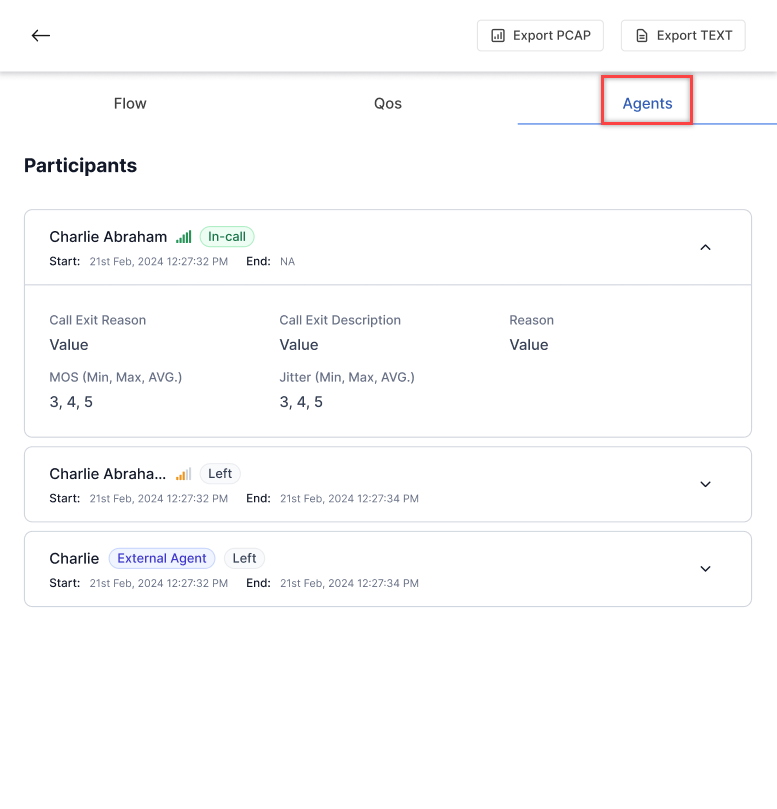 Export PCAP Export TEXT
Flow Qos Agents
Participants
Charlie Abraham In-call
Start: 21st Feb, 2024 12:27:32 PM End: NA
Call Exit Reason Call Exit Description Reason
Value Value Value
MOS (Min, Max, AVG.) Jitter (Min, Max, AVG.)
3, 4, 5 3, 4, 5
Charlie Abraha... Left
Start: 21st Feb, 2024 12:27:32 PM End: 21st Feb, 2024 12:27:34 PM
Charlie External Agent Left
Start: 21st Feb, 2024 12:27:32 PM End: 21st Feb, 2024 12:27:34 PM